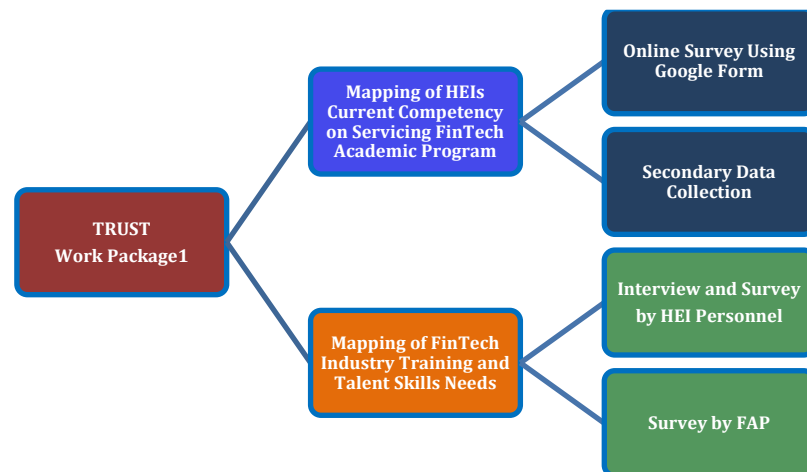 TRUST
Work Package1
Mapping of HEIs
Current Competency
on Servicing FinTech
Academic Program
Online Survey Using
Google Form
Secondary Data
Collection
Mapping of FinTech
Industry Training and
Talent Skills Needs
Interview and Survey
by HEI Personnel
Survey by FAP